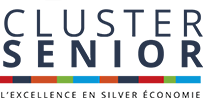 CLUSTER
SENIOR
L'EXCELLENCE EN SILVER ÉCONOMIE